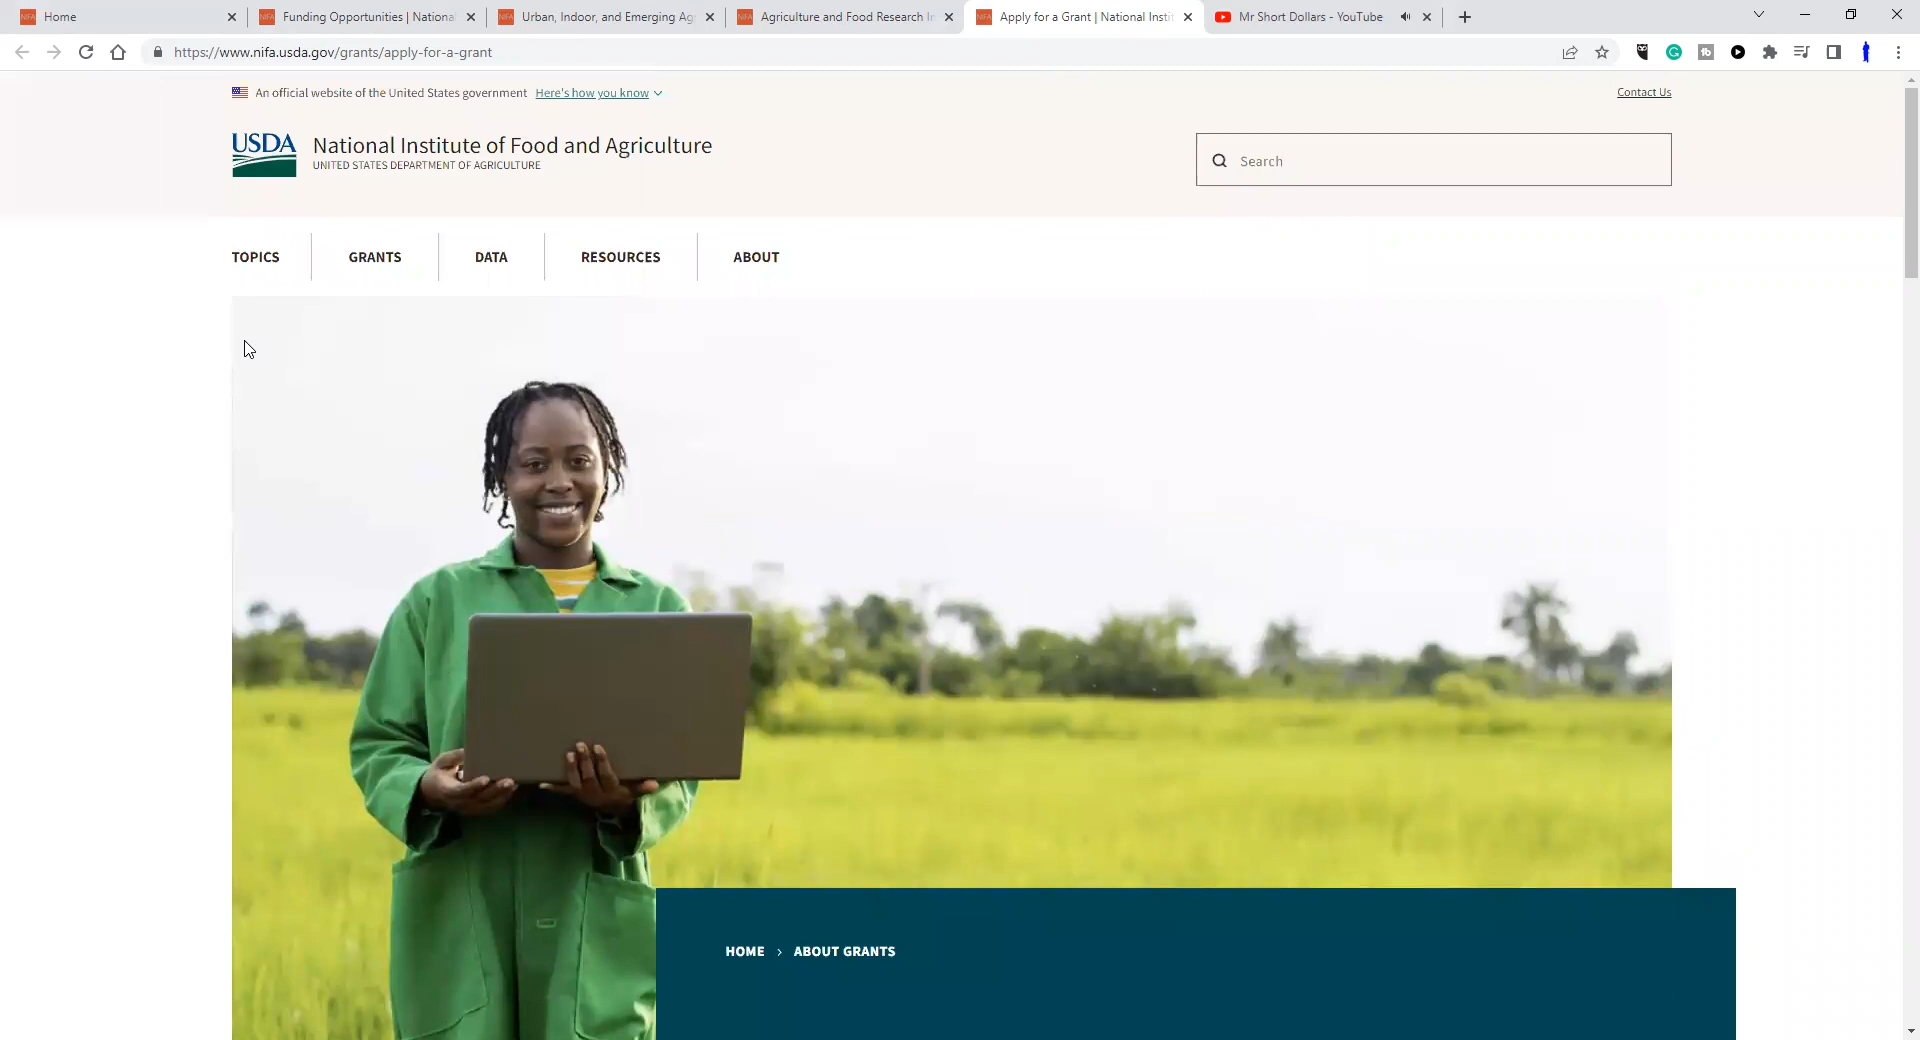 Home
Funding Opportunities | National
Urban, Indoor, and Emerging Ag
Agriculture and Food Research In
Apply for a Grant | National Insti
Mr Short Dollars - YouTube
https://www.nifa.usda.gov/grants/apply-for-a-grant
An official website of the United States government Here's how you know
Contact Us
USDA
National Institute of Food and Agriculture
UNITED STATES DEPARTMENT OF AGRICULTURE
Search
TOPICS
GRANTS
DATA
RESOURCES
ABOUT
HOME > ABOUT GRANTS